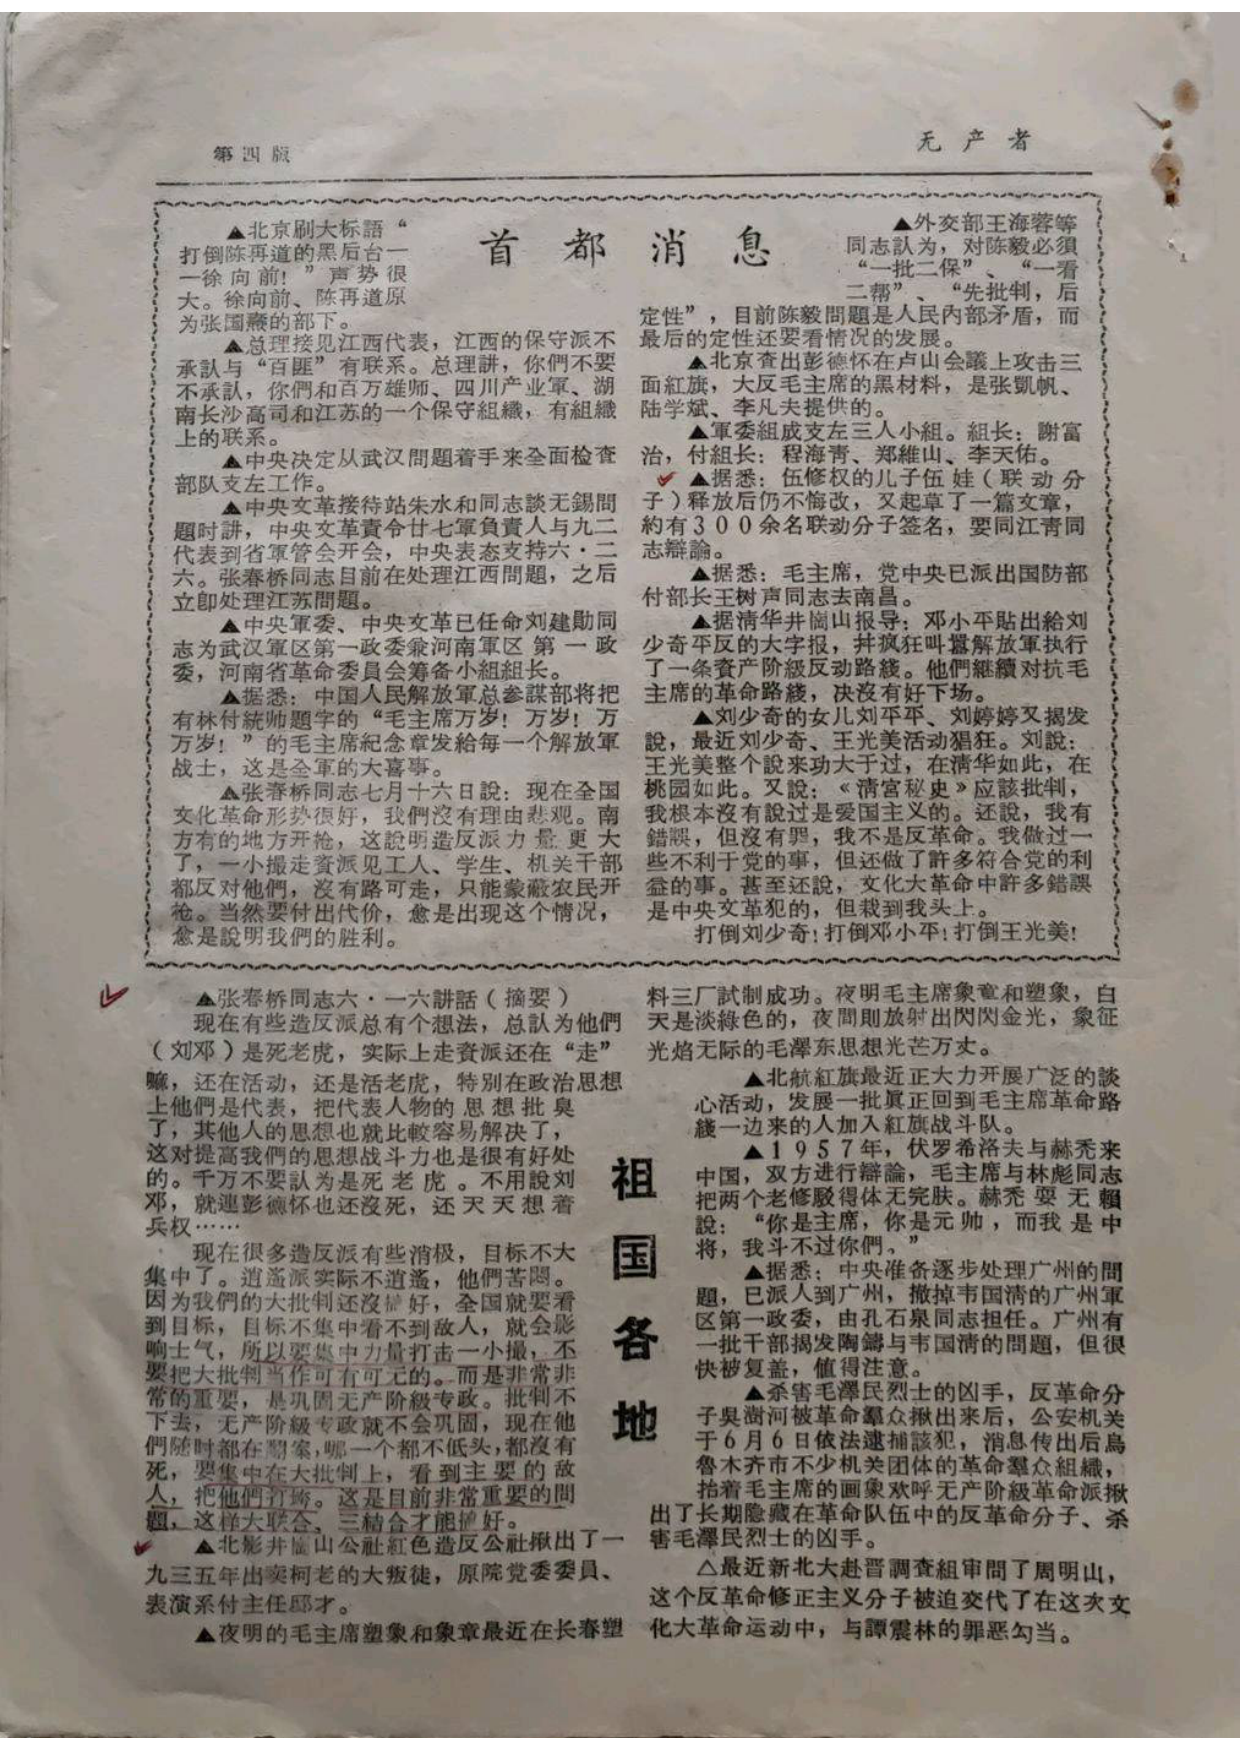 第四版
无产者
首都消息
▲北京刷大标語“
打倒陈再道的黑后台一
一徐向前！”声势很
大。徐向前、陈再道原
为张国燾的部下。
▲总理接见江西代表，江西的保守派不
承訙与“百匪”有联系。总理講，你們不要
不承訙，你們和百万雄师、四川产业軍、湖
南长沙高司和江苏的一个保守組織，有組織
上的联系。
▲中央决定从武汉問題着手来全面检查
部队支左工作。
▲中央文革接待站朱水和同志談无錫問
題时講，中央文革責令廿七軍負責人与九二
代表到省軍管会开会，中央表态支持六·二
六。张春桥同志目前在处理江西問題，之后
立卽处理江苏問題。
▲中央軍委、中央文革已任命刘建勛同
志为武汉軍区第一政委兼河南軍区第一政
委，河南省革命委員会筹备小組組长。
▲据悉：中国人民解放軍总参謀部将把
有林付統帅題字的“毛主席万岁！万岁！万
万岁！”的毛主席紀念章发給每一个解放軍
战士，这是全軍的大喜事。
▲张春桥同志七月十六日說：现在全国
文化革命形势很好，我們沒有理由悲观。南
方有的地方开枪，这說明造反派力量更大
了，一小撮走資派见工人、学生、机关干部
都反对他們，沒有路可走，只能蒙蔽农民开
枪。当然要付出代价，愈是出现这个情况，
愈是說明我們的胜利。
▲外交部王海蓉等
同志認为，对陈毅必須
“一批二保”、“一看
二帮”、“先批判，后
定性”，目前陈毅問題是人民內部矛盾，而
最后的定性还要看情况的发展。
▲北京查出彭德怀在卢山会議上攻击三
面紅旗，大反毛主席的黑材料，是张凱帆、
陆学斌、李凡夫提供的。
▲軍委組成支左三人小組。組长：謝富
治，付組长：程海靑、郑維山、李天佑。
▲据悉：伍修权的儿子伍娃（联动分
子）釋放后仍不悔改，又起草了一篇文章，
約有３００余名联动分子签名，要同江靑同
志辯論。
▲据悉：毛主席，党中央已派出国防部
付部长王树声同志去南昌。
▲据淸华井崗山报导：邓小平貼出給刘
少奇平反的大字报，幷疯狂叫囂解放軍执行
了一条資产阶級反动路綫。他們継續对抗毛
主席的革命路綫，决沒有好下场。
▲刘少奇的女儿刘平平、刘婷婷又揭发
說，最近刘少奇、王光美活动猖狂。刘說：
王光美整个說来功大于过，在淸华如此，在
桃园如此。又說：《淸宮秘史》应該批判，
我根本沒有說过是爱国主义的。还說，我有
錯誤，但沒有罪，我不是反革命。我做过一
些不利于党的事，但还做了許多符合党的利
益的事。甚至还說，文化大革命中許多錯誤
是中央文革犯的，但栽到我头上。
打倒刘少奇！打倒邓小平！打倒王光美！
▲张春桥同志六·一六講話（摘要）
现在有些造反派总有个想法，总認为他們
（刘邓）是死老虎，实际上走資派还在“走”
嘛，还在活动，还是活老虎，特别在政治思想
上他們是代表，把代表人物的思想批臭
了，其他人的思想也就比較容易解决了，
这对提高我們的思想战斗力也是很有好处
的。千万不要認为是死老虎。不用說刘
邓，就連彭德怀也还沒死，还天天想着
兵权……
现在很多造反派有些消极，目标不大
集中了。逍遙派实际不逍遙，他們苦悶。
因为我們的大批判还沒搞好，全国就要看
到目标，目标不集中看不到敌人，就会影
响士气，所以要集中力量打击一小撮，不
要把大批判当作可有可无的。而是非常非
常的重要，是巩固无产阶級专政。批判不
下去，无产阶級专政就不会巩固，现在他
們随时都在翻案，哪一个都不低头，都沒有
死，要集中在大批判上，看到主要的敌
人，把他們打垮。这是目前非常重要的問
題，这样大联合、三結合才能搞好。
▲北影井崗山公社紅色造反公社揪出了一
九三五年出卖柯老的大叛徒，原院党委委員、
表演系付主任邸才。
▲夜明的毛主席塑象和象章最近在长春塑
祖国各地
料三厂試制成功。夜明毛主席象章和塑象，白
天是淡綠色的，夜間則放射出閃閃金光，象征
光焰无际的毛澤东思想光芒万丈。
▲北航紅旗最近正大力开展广泛的談
心活动，发展一批眞正回到毛主席革命路
綫一边来的人加入紅旗战斗队。
▲１９５７年，伏罗希洛夫与赫禿来
中国，双方进行辯論，毛主席与林彪同志
把两个老修駁得体无完肤。赫禿耍无賴
說：“你是主席，你是元帅，而我是中
将，我斗不过你們。”
▲据悉：中央准备逐步处理广州的問
題，已派人到广州，撤掉韦国淸的广州軍
区第一政委，由孔石泉同志担任。广州有
一批干部揭发陶鑄与韦国淸的問題，但很
快被复盖，値得注意。
▲杀害毛澤民烈士的凶手，反革命分
子吳澍河被革命羣众揪出来后，公安机关
于６月６日依法逮捕該犯，消息传出后烏
魯木齐市不少机关团体的革命羣众組織，
抬着毛主席的画象欢呼无产阶級革命派揪
出了长期隐藏在革命队伍中的反革命分子、杀
害毛澤民烈士的凶手。
△最近新北大赴晋調查組审問了周明山，
这个反革命修正主义分子被迫交代了在这次文
化大革命运动中，与譚震林的罪恶勾当。